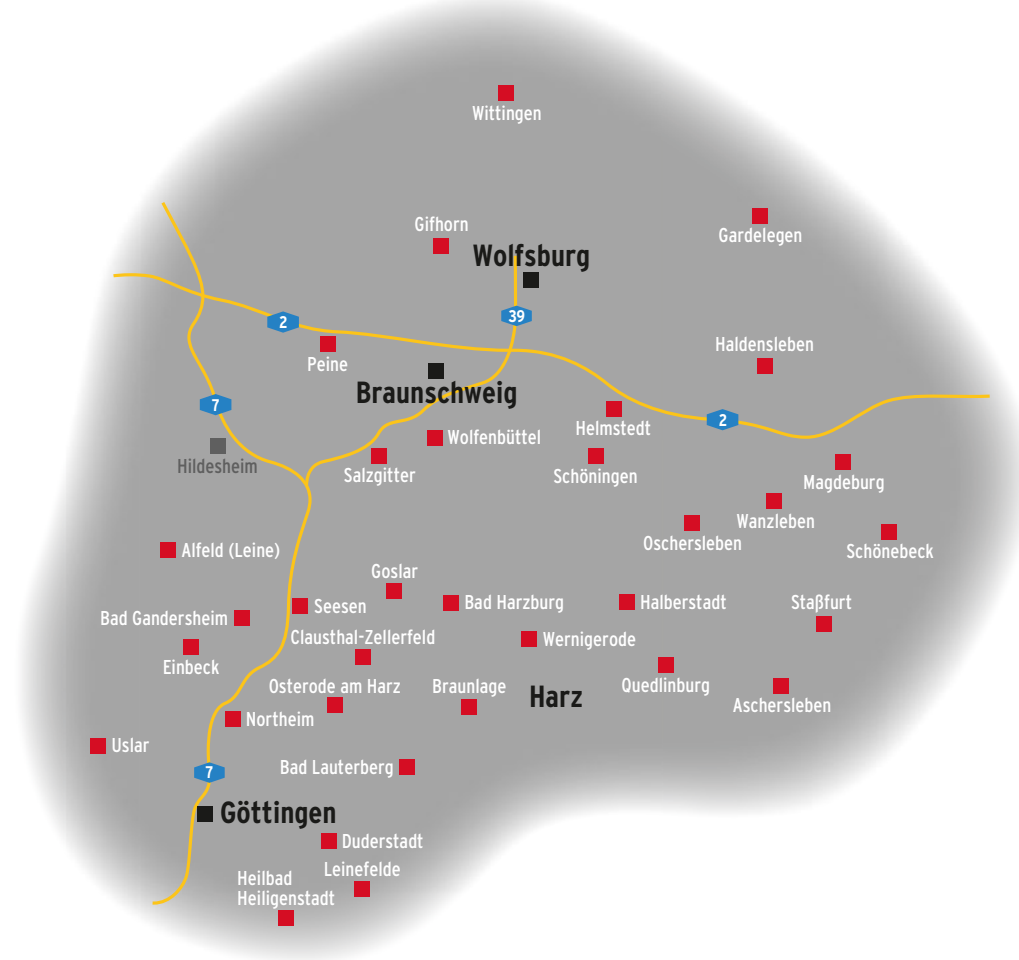 Wittingen
Gifhorn
Gardelegen
Wolfsburg
39
2
Haldensleben
Peine
Braunschweig
7
2
Helmstedt
Wolfenbüttel
Hildesheim
Salzgitter
Schöningen
Magdeburg
Wanzleben
Oschersleben
Schönebeck
Alfeld (Leine)
Goslar
Seesen
Bad Harzburg
Halberstadt
Staßfurt
Bad Gandersheim
Clausthal-Zellerfeld
Wernigerode
Einbeck
Osterode am Harz
Braunlage
Quedlinburg
Harz
Aschersleben
Northeim
Uslar
Bad Lauterberg
7
Göttingen
Duderstadt
Leinefelde
Heilbad
Heiligenstadt